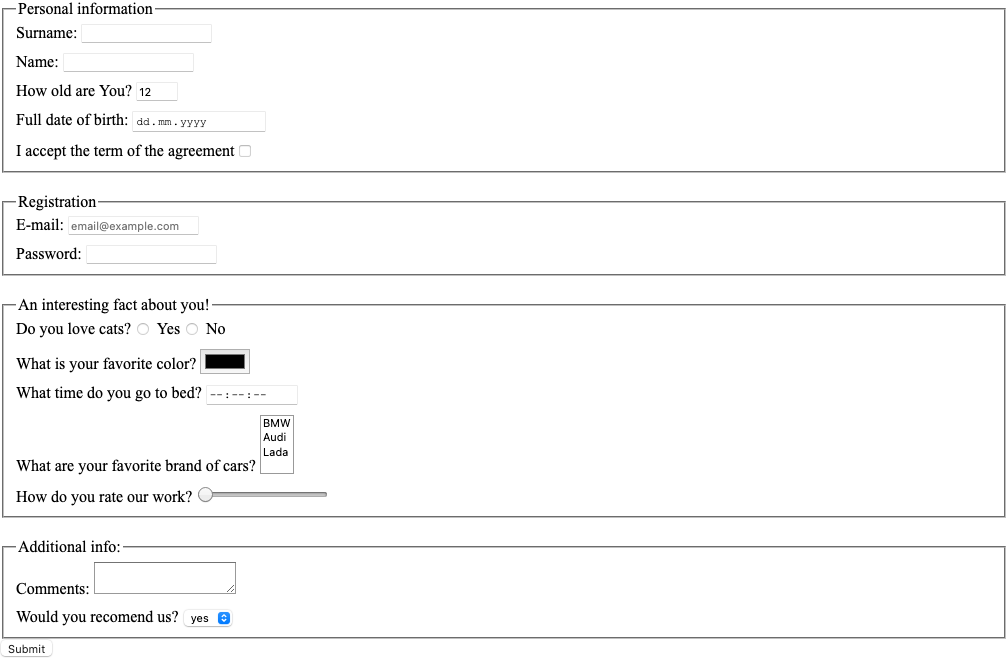 Personal information
Surname:
Name:
How old are You? 12
Full date of birth: dd.mm.yyyy
I accept the term of the agreement
Registration
E-mail: email@example.com
Password:
An interesting fact about you!
Do you love cats? Yes No
What is your favorite color?
What time do you go to bed? --:--:--
BMW
Audi
Lada
What are your favorite brand of cars?
How do you rate our work?
Additional info:
Comments:
Would you recomend us? yes
Submit